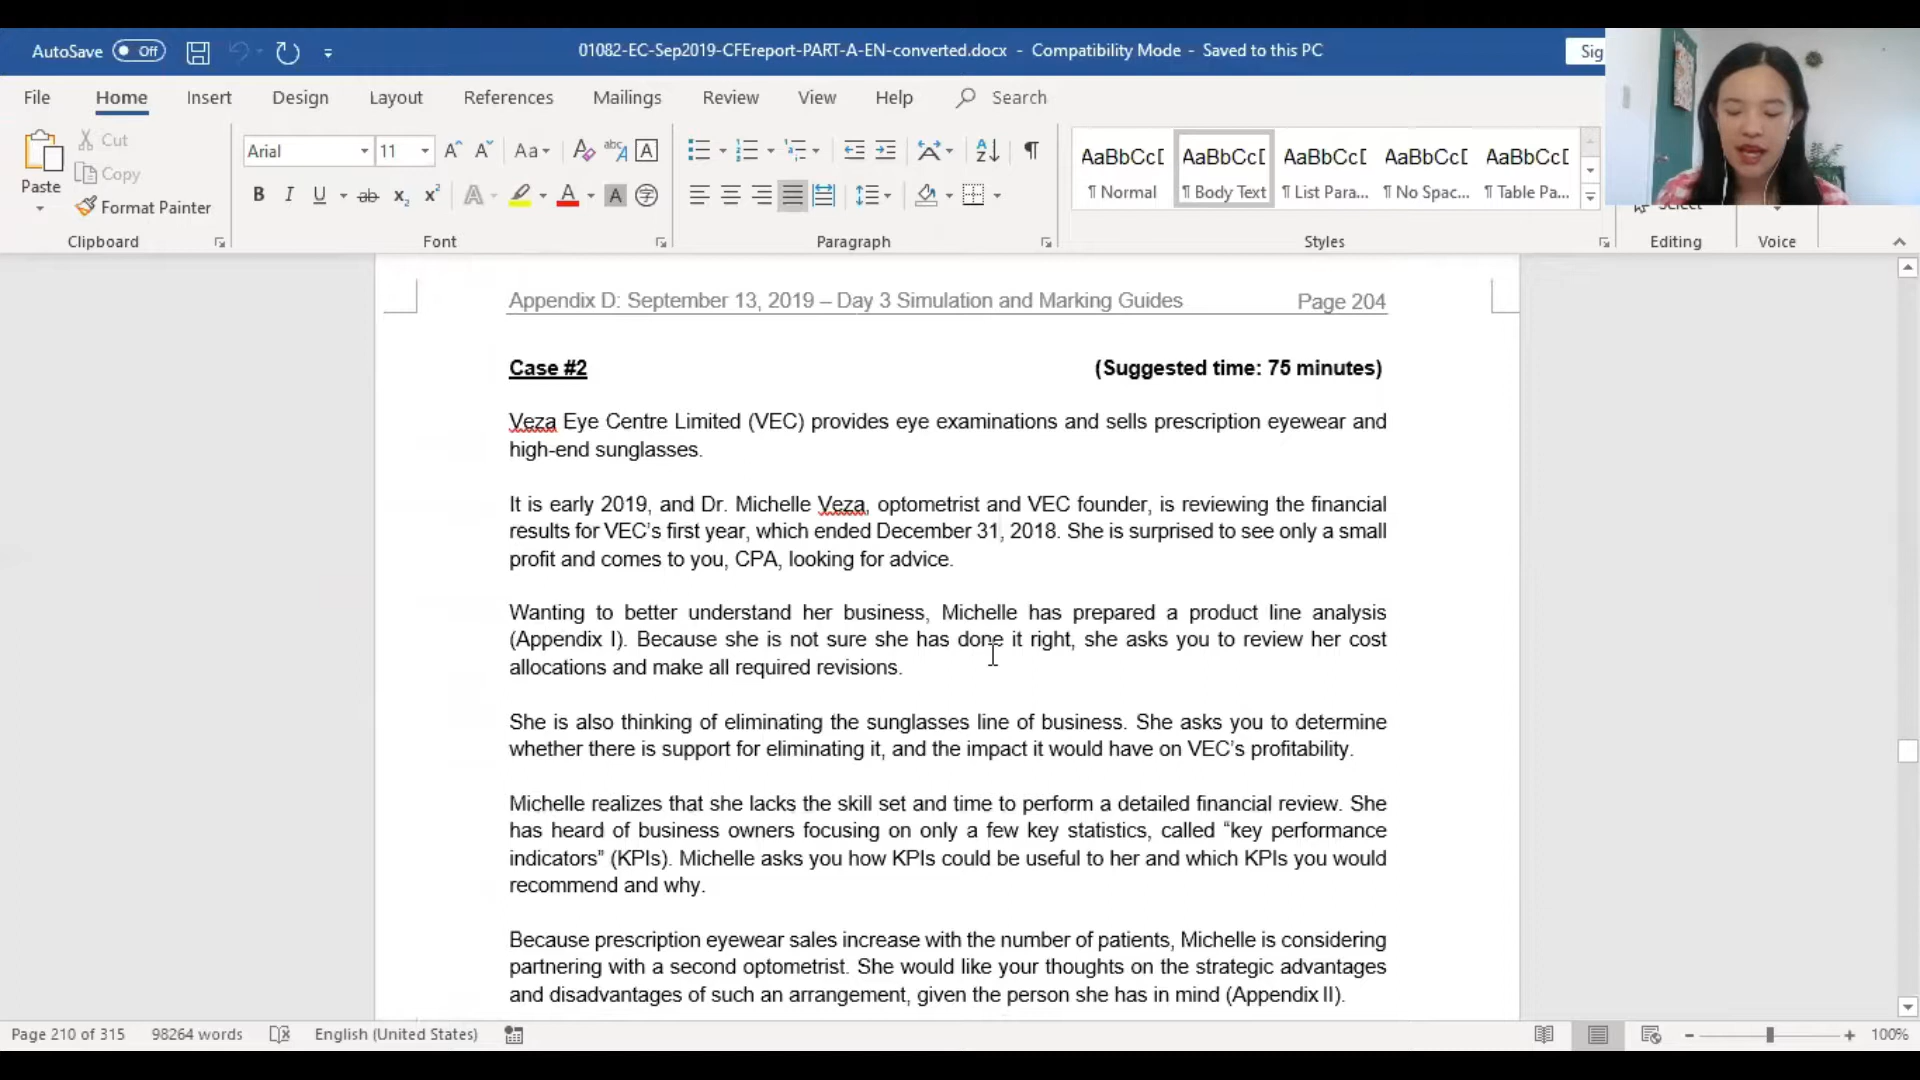 AutoSave Off
01082-EC-Sep2019-CFEreport-PART-A-EN-converted.docx - Compatibility Mode - Saved to this PC
File Home Insert Design Layout References Mailings Review View Help Search
Paste
Cut
Copy
Format Painter
Clipboard
Arial 11
Font
Paragraph
AaBbCcD AaBbCcD AaBbCcD AaBbCcD AaBbCcD
¶ Normal ¶ Body Text ¶ List Para... ¶ No Spac... ¶ Table Pa...
Styles
Editing
Voice
Appendix D: September 13, 2019 – Day 3 Simulation and Marking Guides Page 204
Case #2 (Suggested time: 75 minutes)
Veza Eye Centre Limited (VEC) provides eye examinations and sells prescription eyewear and
high-end sunglasses.
It is early 2019, and Dr. Michelle Veza, optometrist and VEC founder, is reviewing the financial
results for VEC's first year, which ended December 31, 2018. She is surprised to see only a small
profit and comes to you, CPA, looking for advice.
Wanting to better understand her business, Michelle has prepared a product line analysis
(Appendix I). Because she is not sure she has done it right, she asks you to review her cost
allocations and make all required revisions.
She is also thinking of eliminating the sunglasses line of business. She asks you to determine
whether there is support for eliminating it, and the impact it would have on VEC's profitability.
Michelle realizes that she lacks the skill set and time to perform a detailed financial review. She
has heard of business owners focusing on only a few key statistics, called “key performance
indicators” (KPIs). Michelle asks you how KPIs could be useful to her and which KPIs you would
recommend and why.
Because prescription eyewear sales increase with the number of patients, Michelle is considering
partnering with a second optometrist. She would like your thoughts on the strategic advantages
and disadvantages of such an arrangement, given the person she has in mind (Appendix II).
Page 210 of 315 98264 words English (United States) 100%